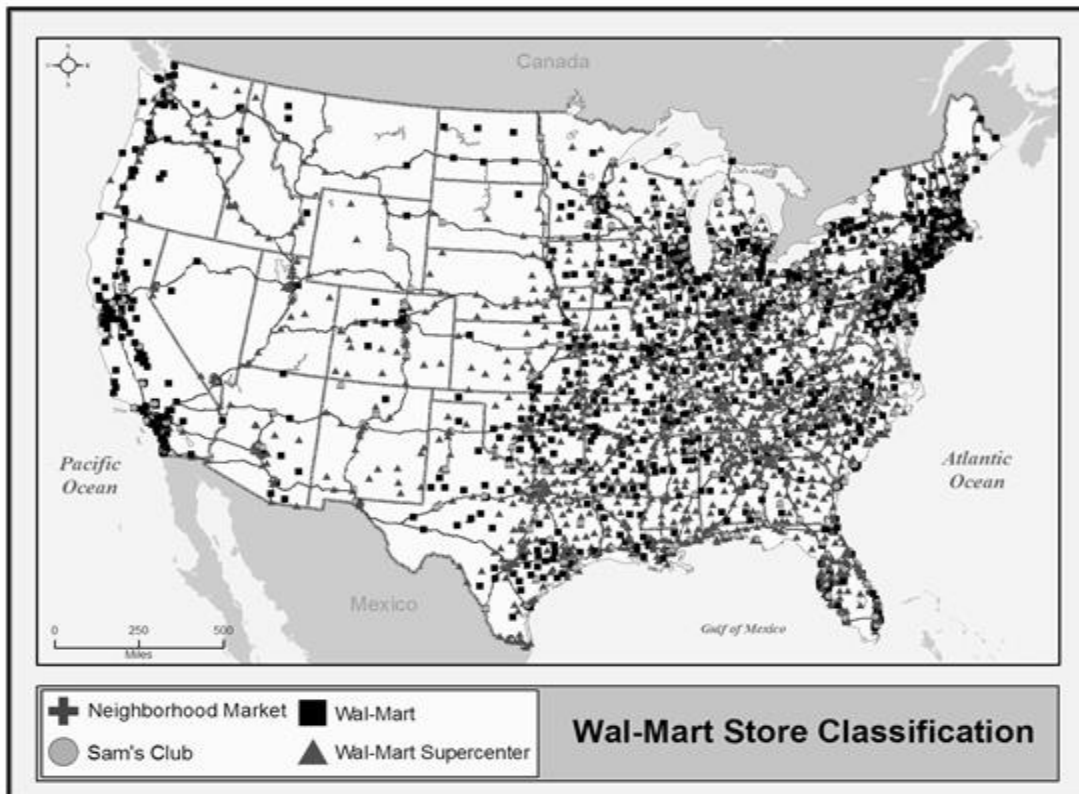 Canada
Pacific
Ocean
Atlantic
Ocean
Mexico
Gulf of Mexico
0 250 500
Miles
Neighborhood Market
Wal-Mart
Sam's Club
Wal-Mart Supercenter
Wal-Mart Store Classification